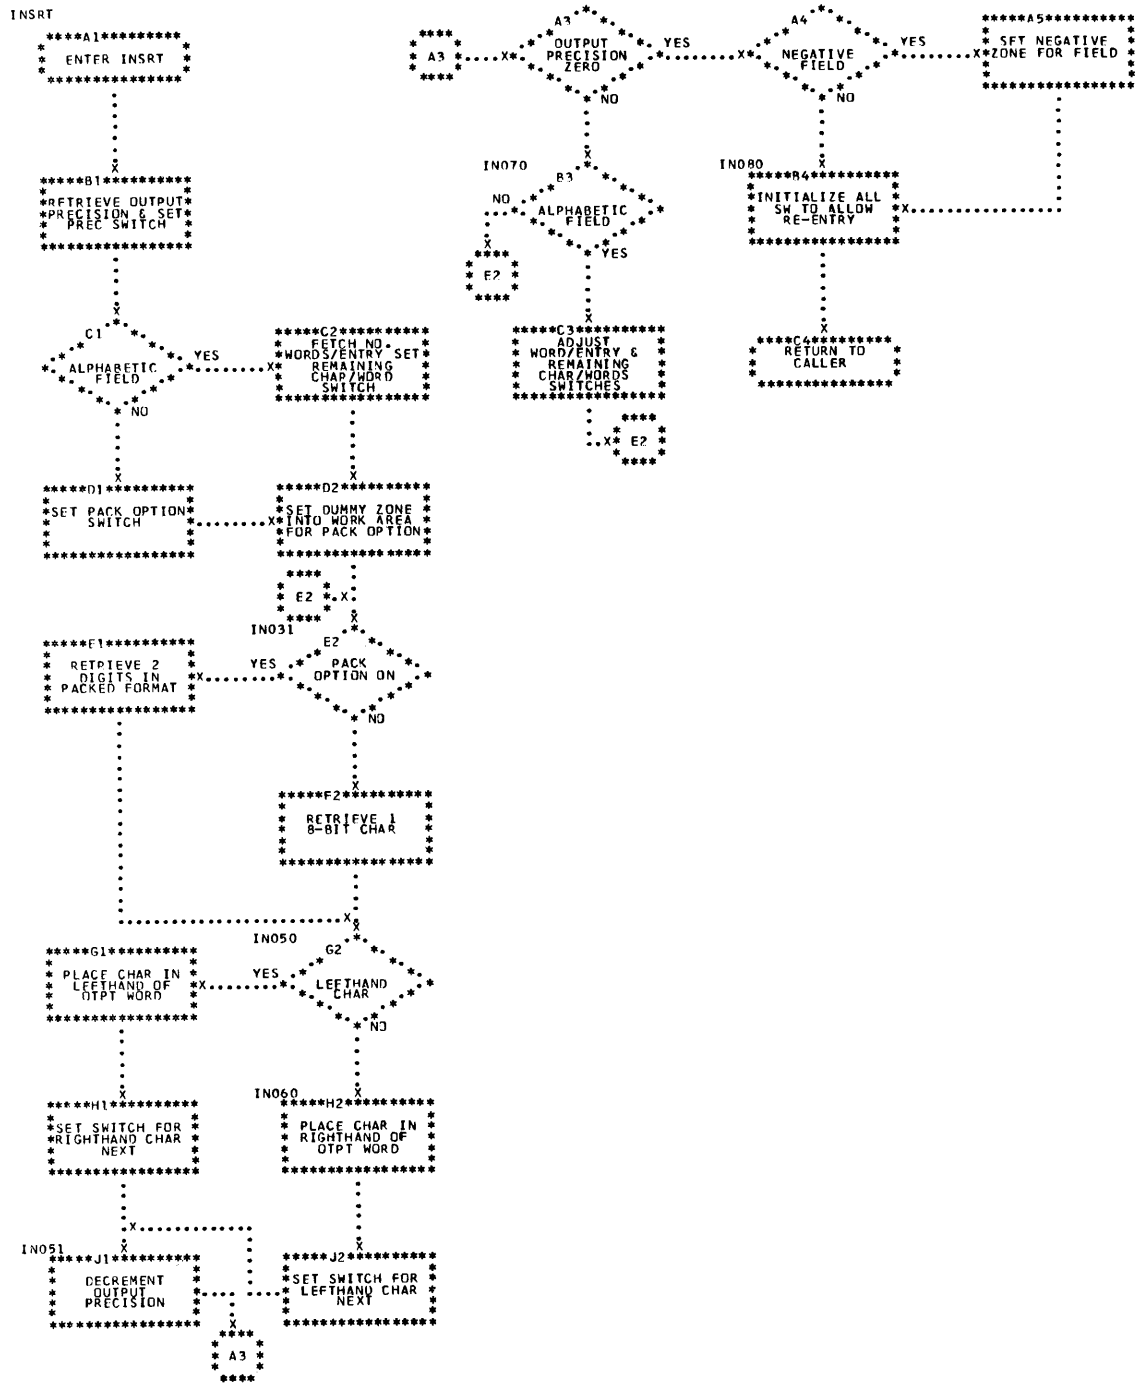 INSRT
A1
ENTER INSRT
B1
RETRIEVE OUTPUT
PRECISION & SET
PREC SWITCH
C1
ALPHABETIC
FIELD
YES
NO
C2
FETCH NO.
WORDS/ENTRY SET
REMAINING
CHAR/WORD
SWITCH
D1
SET PACK OPTION
SWITCH
D2
SET DUMMY ZONE
INTO WORK AREA
FOR PACK OPTION
E2
IN031
E1
RETRIEVE 2
DIGITS IN
PACKED FORMAT
YES
E2
PACK
OPTION ON
NO
F2
RETRIEVE 1
8-BIT CHAR
IN050
G1
PLACE CHAR IN
LEFTHAND OF
OTPT WORD
YES
G2
LEFTHAND
CHAR
NO
H1
SET SWITCH FOR
RIGHTHAND CHAR
NEXT
IN060
H2
PLACE CHAR IN
RIGHTHAND OF
OTPT WORD
IN051
J1
DECREMENT
OUTPUT
PRECISION
J2
SET SWITCH FOR
LEFTHAND CHAR
NEXT
A3
A3
A3
OUTPUT
PRECISION
ZERO
YES
NO
A4
NEGATIVE
FIELD
YES
NO
A5
SET NEGATIVE
ZONE FOR FIELD
IN070
B3
NO
ALPHABETIC
FIELD
YES
E2
IN080
B4
INITIALIZE ALL
SW TO ALLOW
RE-ENTRY
C3
ADJUST
WORD/ENTRY &
REMAINING
CHAR/WORDS
SWITCHES
E2
C4
RETURN TO
CALLER